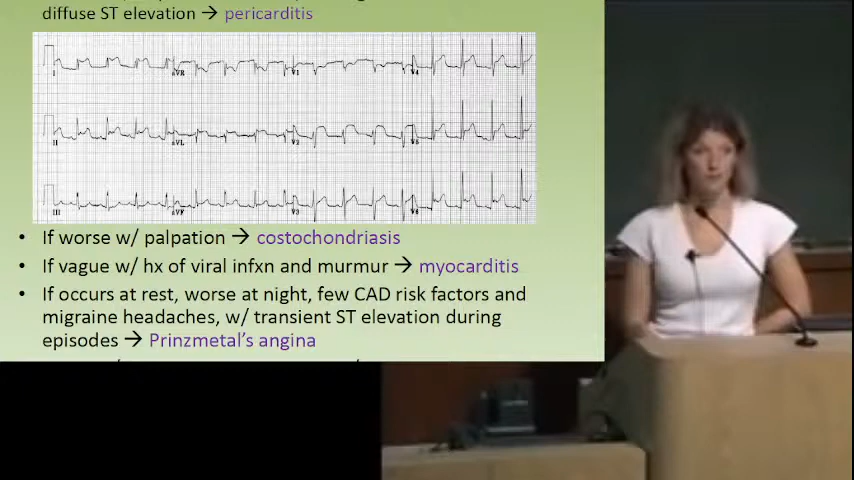 diffuse ST elevation → pericarditis
I aVR V1 V4
II aVL V2 V5
III aVF V3 V6
• If worse w/ palpation → costochondriasis
• If vague w/ hx of viral infxn and murmur → myocarditis
• If occurs at rest, worse at night, few CAD risk factors and
migraine headaches, w/ transient ST elevation during
episodes → Prinzmetal's angina